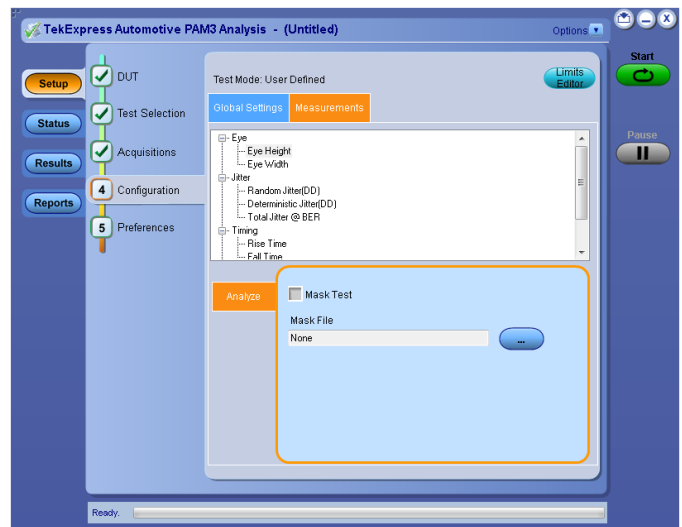 TekExpress Automotive PAM3 Analysis - (Untitled)
Options
Start
Setup
DUT
Test Mode: User Defined
Limits
Editor
Test Selection
Global Settings
Measurements
Status
Pause
Eye
Eye Height
Eye Width
Acquisitions
Results
Jitter
Random Jitter(DD)
Deterministic Jitter(DD)
Total Jitter @ BER
4 Configuration
Reports
Timing
Rise Time
Fall Time
5 Preferences
Analyze
Mask Test
Mask File
None
...
Ready.